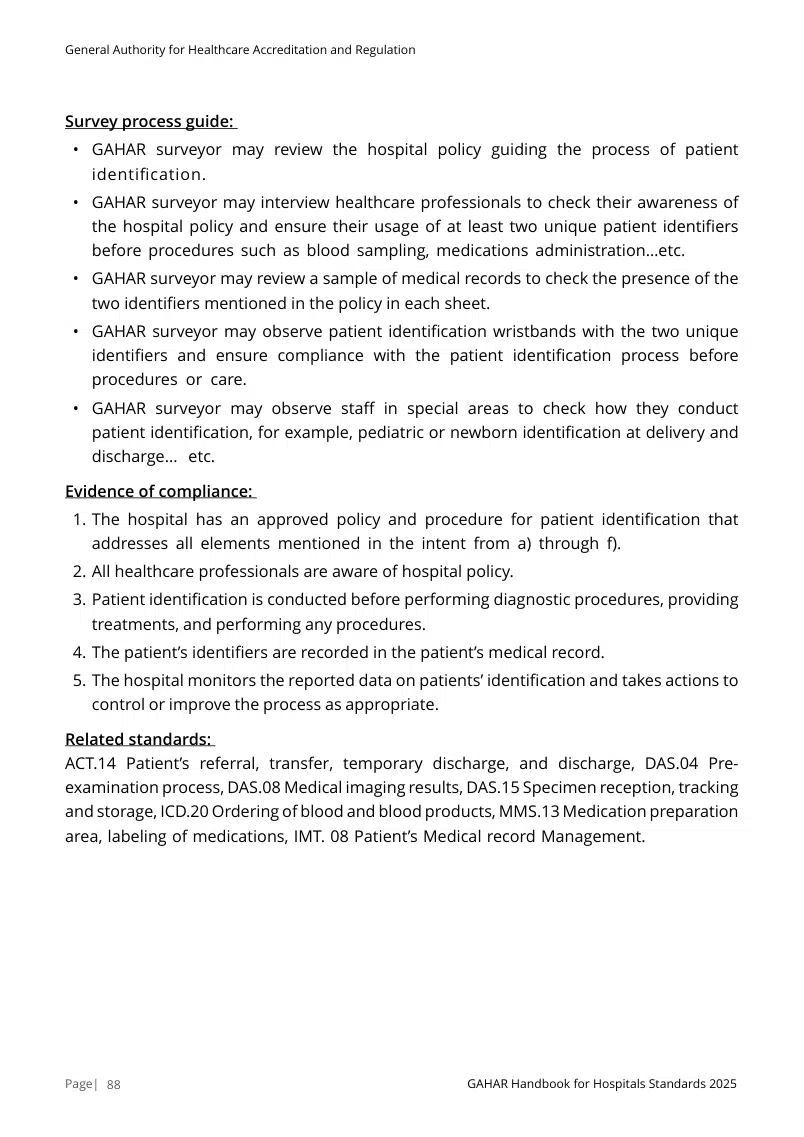 General Authority for Healthcare Accreditation and Regulation
Survey process guide:
• GAHAR surveyor may review the hospital policy guiding the process of patient
identification.
• GAHAR surveyor may interview healthcare professionals to check their awareness of
the hospital policy and ensure their usage of at least two unique patient identifiers
before procedures such as blood sampling, medications administration...etc.
• GAHAR surveyor may review a sample of medical records to check the presence of the
two identifiers mentioned in the policy in each sheet.
• GAHAR surveyor may observe patient identification wristbands with the two unique
identifiers and ensure compliance with the patient identification process before
procedures or care.
• GAHAR surveyor may observe staff in special areas to check how they conduct
patient identification, for example, pediatric or newborn identification at delivery and
discharge... etc.
Evidence of compliance:
1. The hospital has an approved policy and procedure for patient identification that
addresses all elements mentioned in the intent from a) through f).
2. All healthcare professionals are aware of hospital policy.
3. Patient identification is conducted before performing diagnostic procedures, providing
treatments, and performing any procedures.
4. The patient’s identifiers are recorded in the patient’s medical record.
5. The hospital monitors the reported data on patients’ identification and takes actions to
control or improve the process as appropriate.
Related standards:
ACT.14 Patient’s referral, transfer, temporary discharge, and discharge, DAS.04 Pre-
examination process, DAS.08 Medical imaging results, DAS.15 Specimen reception, tracking
and storage, ICD.20 Ordering of blood and blood products, MMS.13 Medication preparation
area, labeling of medications, IMT. 08 Patient’s Medical record Management.
Page| 88
GAHAR Handbook for Hospitals Standards 2025